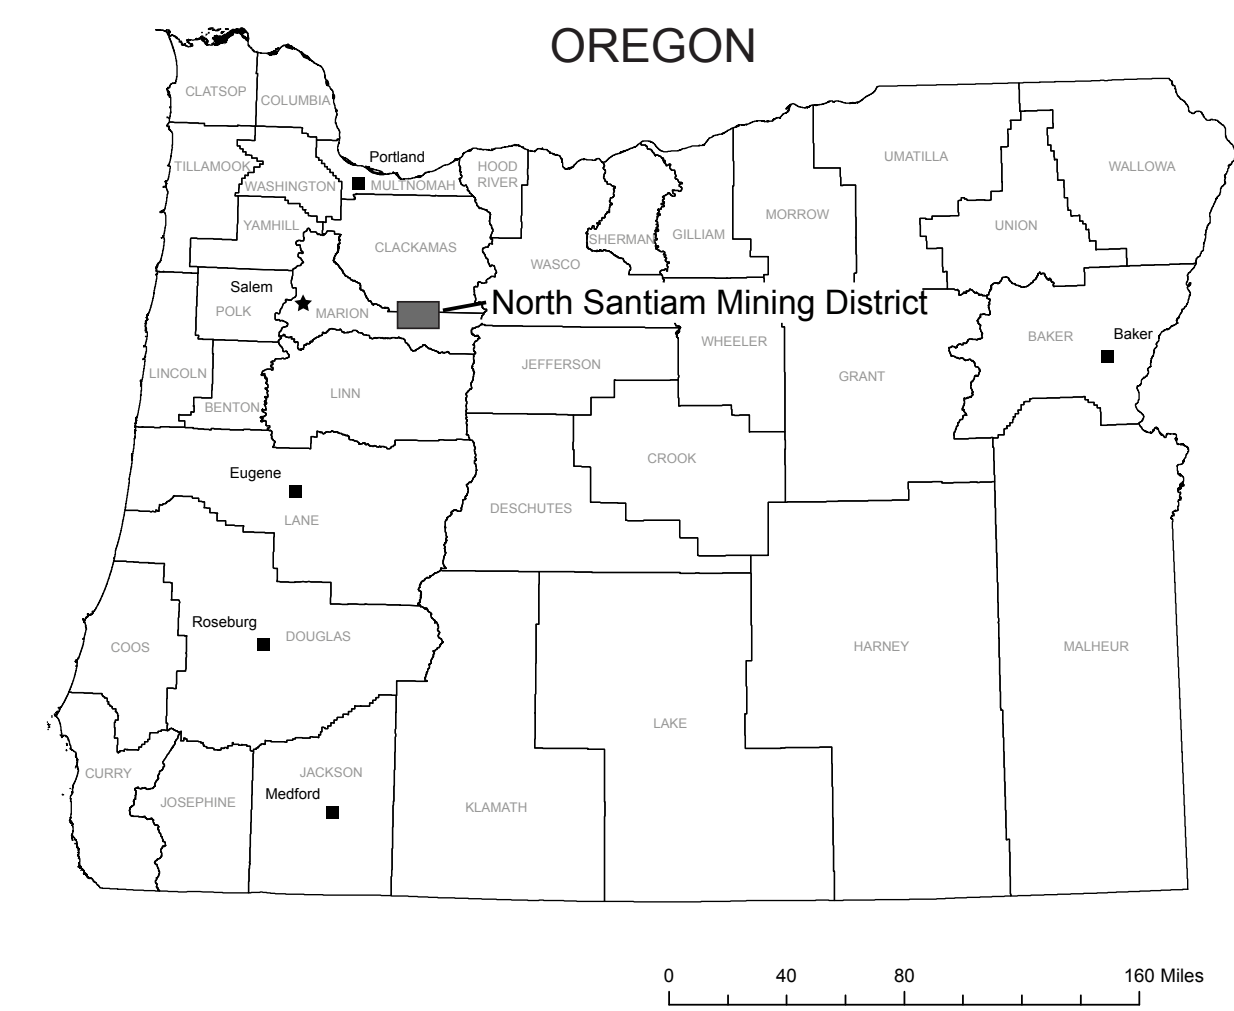 OREGON
CLATSOP
COLUMBIA
Portland
TILLAMOOK
WASHINGTON
MULTNOMAH
HOOD
RIVER
UMATILLA
WALLOWA
YAMHILL
CLACKAMAS
WASCO
SHERMAN
GILLIAM
MORROW
UNION
Salem
POLK
MARION
North Santiam Mining District
WHEELER
BAKER
Baker
LINCOLN
BENTON
LINN
JEFFERSON
GRANT
CROOK
Eugene
LANE
DESCHUTES
Roseburg
DOUGLAS
COOS
HARNEY
MALHEUR
LAKE
CURRY
JOSEPHINE
JACKSON
Medford
KLAMATH
0 40 80 160 Miles